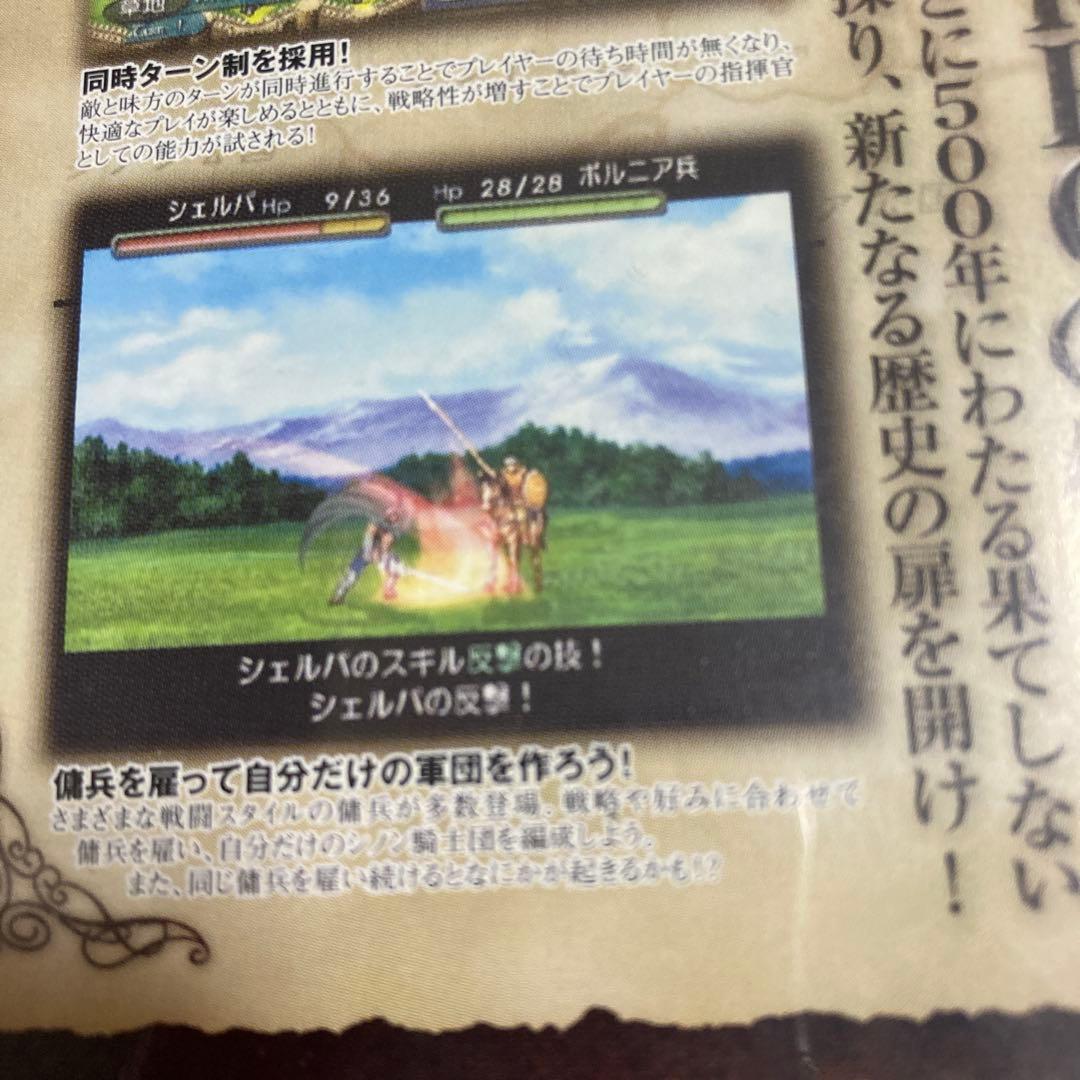 草地
同時ターン制を採用！
敵と味方のターンが同時進行することでプレイヤーの待ち時間が無くなり、
快適なプレイが楽しめるとともに、戦略性が増すことでプレイヤーの指揮官
としての能力が試される！
シェルパ Hp 9/36 Hp 28/28 ボルニア兵
シェルパのスキル反撃の技！
シェルパの反撃！
傭兵を雇って自分だけの軍団を作ろう！
さまざまな戦闘スタイルの傭兵が多数登場。戦略や好みに合わせて
傭兵を雇い、自分だけのシノン騎士団を編成しよう。
また、同じ傭兵を雇い続けるとなにかが起きるかも！？
とに500年にわたる果てしない
採り、新たなる歴史の扉を開け！